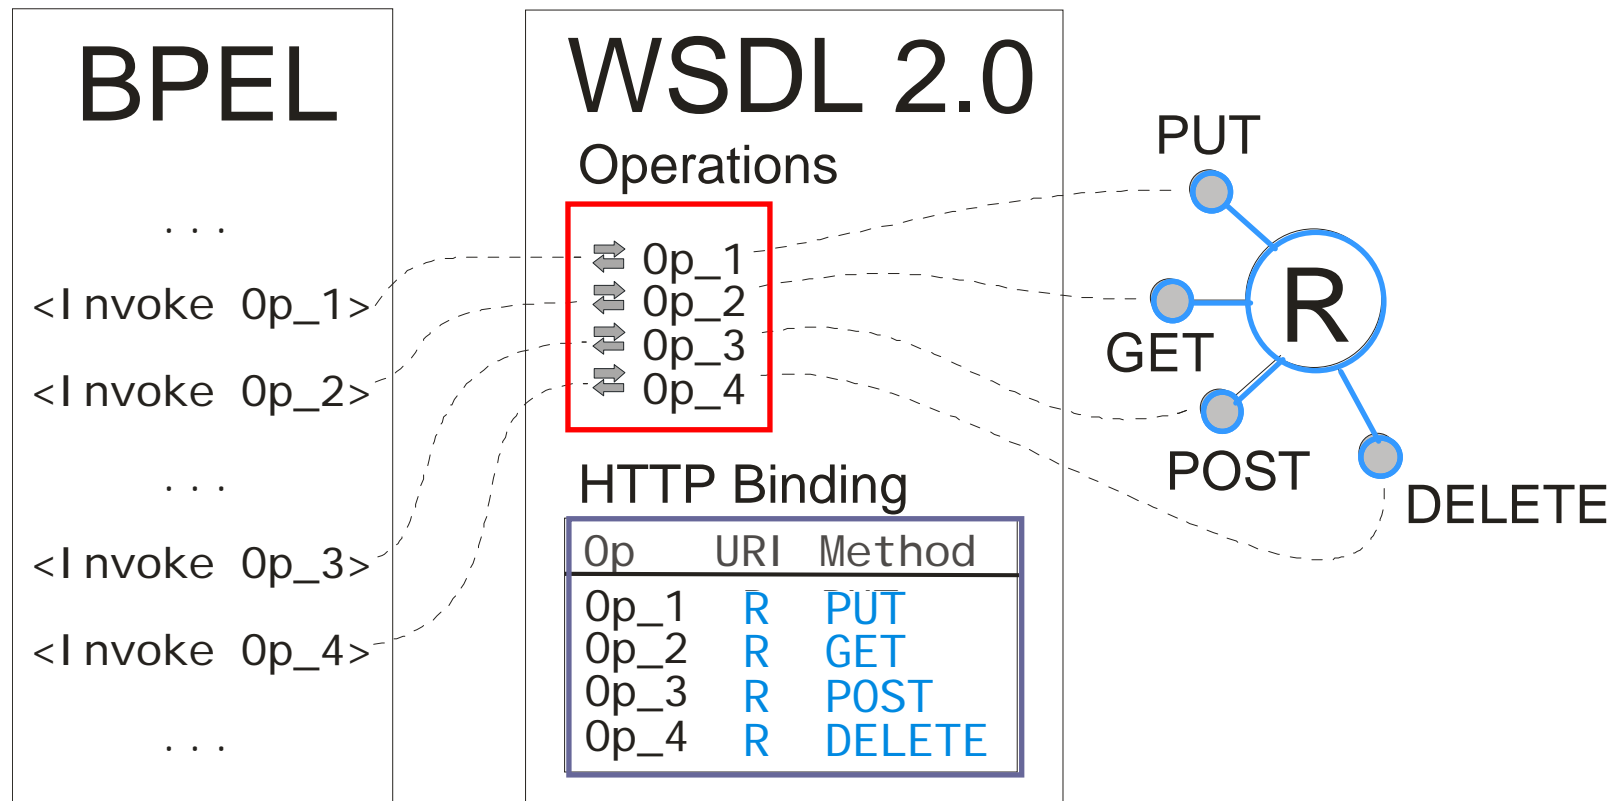 BPEL
. . .
<Invoke Op_1>
<Invoke Op_2>
. . .
<Invoke Op_3>
<Invoke Op_4>
. . .
WSDL 2.0
Operations
Op_1
Op_2
Op_3
Op_4
HTTP Binding
Op URI Method
Op_1 R PUT
Op_2 R GET
Op_3 R POST
Op_4 R DELETE
PUT
GET
R
POST
DELETE